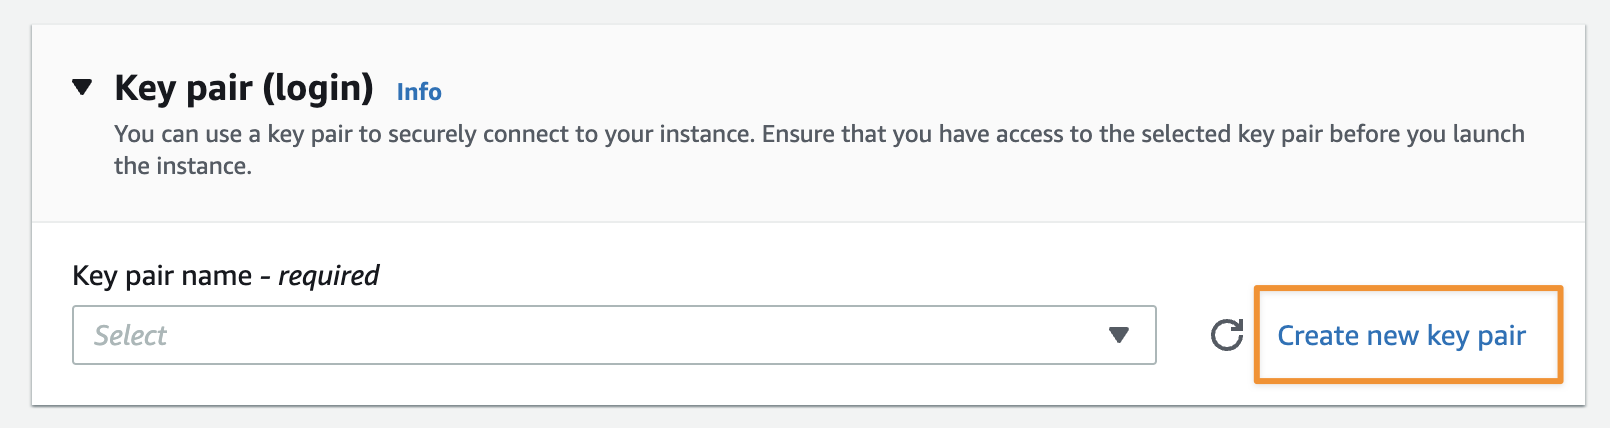 Key pair (login) Info
You can use a key pair to securely connect to your instance. Ensure that you have access to the selected key pair before you launch
the instance.
Key pair name - required
Select
Create new key pair